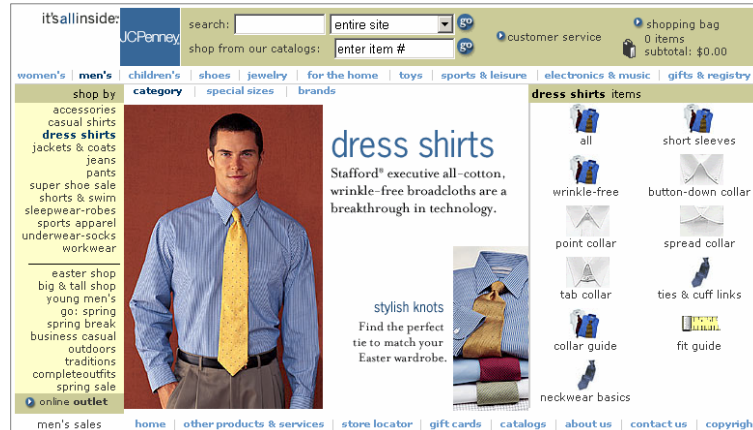 it's all inside:
JCPenney
search:
entire site
go
shop from our catalogs:
enter item #
go
customer service
shopping bag
0 items
subtotal: $0.00
women's | men's | children's | shoes | jewelry | for the home | toys | sports & leisure | electronics & music | gifts & registry
shop by
category | special sizes | brands
accessories
casual shirts
dress shirts
jackets & coats
jeans
pants
super shoe sale
shorts & swim
sleepwear-robes
sports apparel
underwear-socks
workwear
easter shop
big & tall shop
young men's
go: spring
spring break
business casual
outdoors
traditions
completeoutfits
spring sale
online outlet
men's sales
dress shirts
Stafford® executive all-cotton,
wrinkle-free broadcloths are a
breakthrough in technology.
stylish knots
Find the perfect
tie to match your
Easter wardrobe.
dress shirts items
all
short sleeves
wrinkle-free
button-down collar
point collar
spread collar
tab collar
ties & cuff links
collar guide
fit guide
neckwear basics
home | other products & services | store locator | gift cards | catalogs | about us | contact us | copyrigh